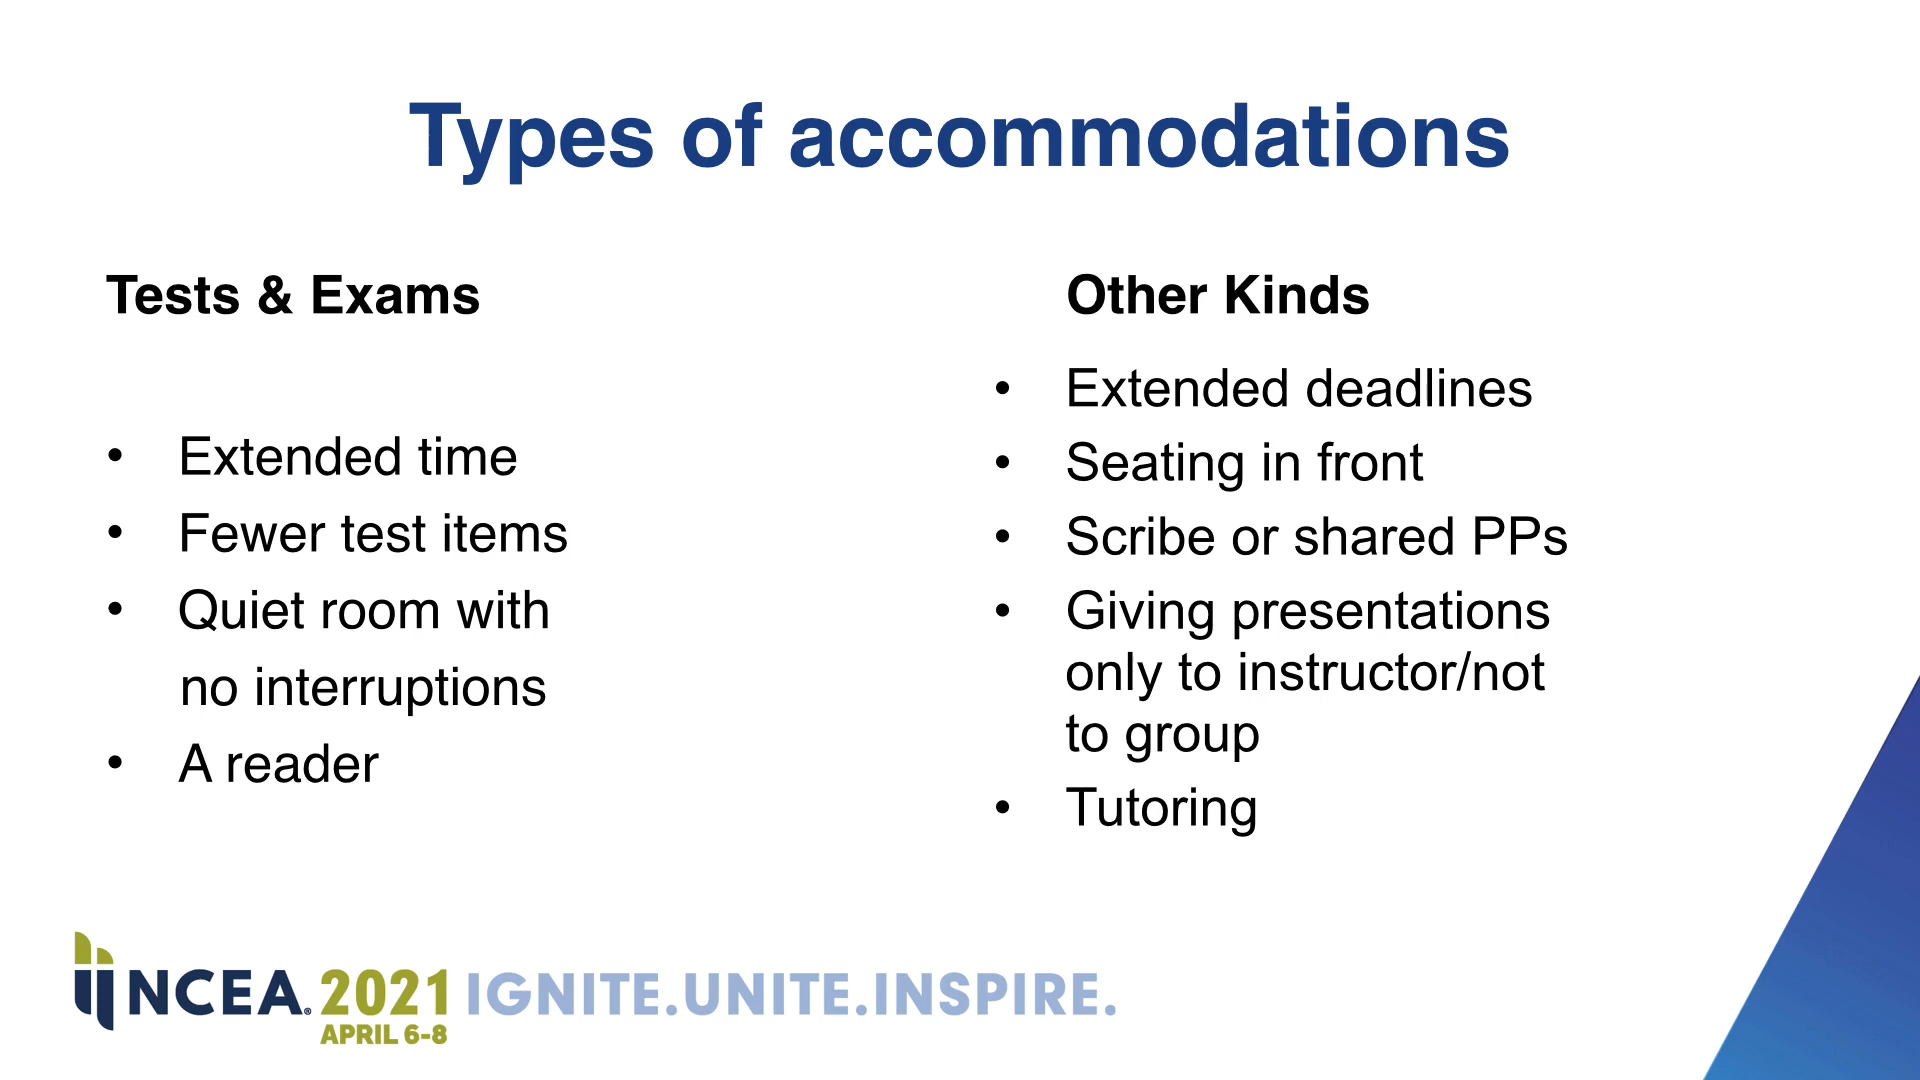 Types of accommodations
Tests & Exams
• Extended time
• Fewer test items
• Quiet room with
no interruptions
• A reader
Other Kinds
• Extended deadlines
• Seating in front
• Scribe or shared PPs
• Giving presentations
only to instructor/not
to group
• Tutoring
NCEA® 2021 IGNITE.UNITE.INSPIRE.
APRIL 6-8